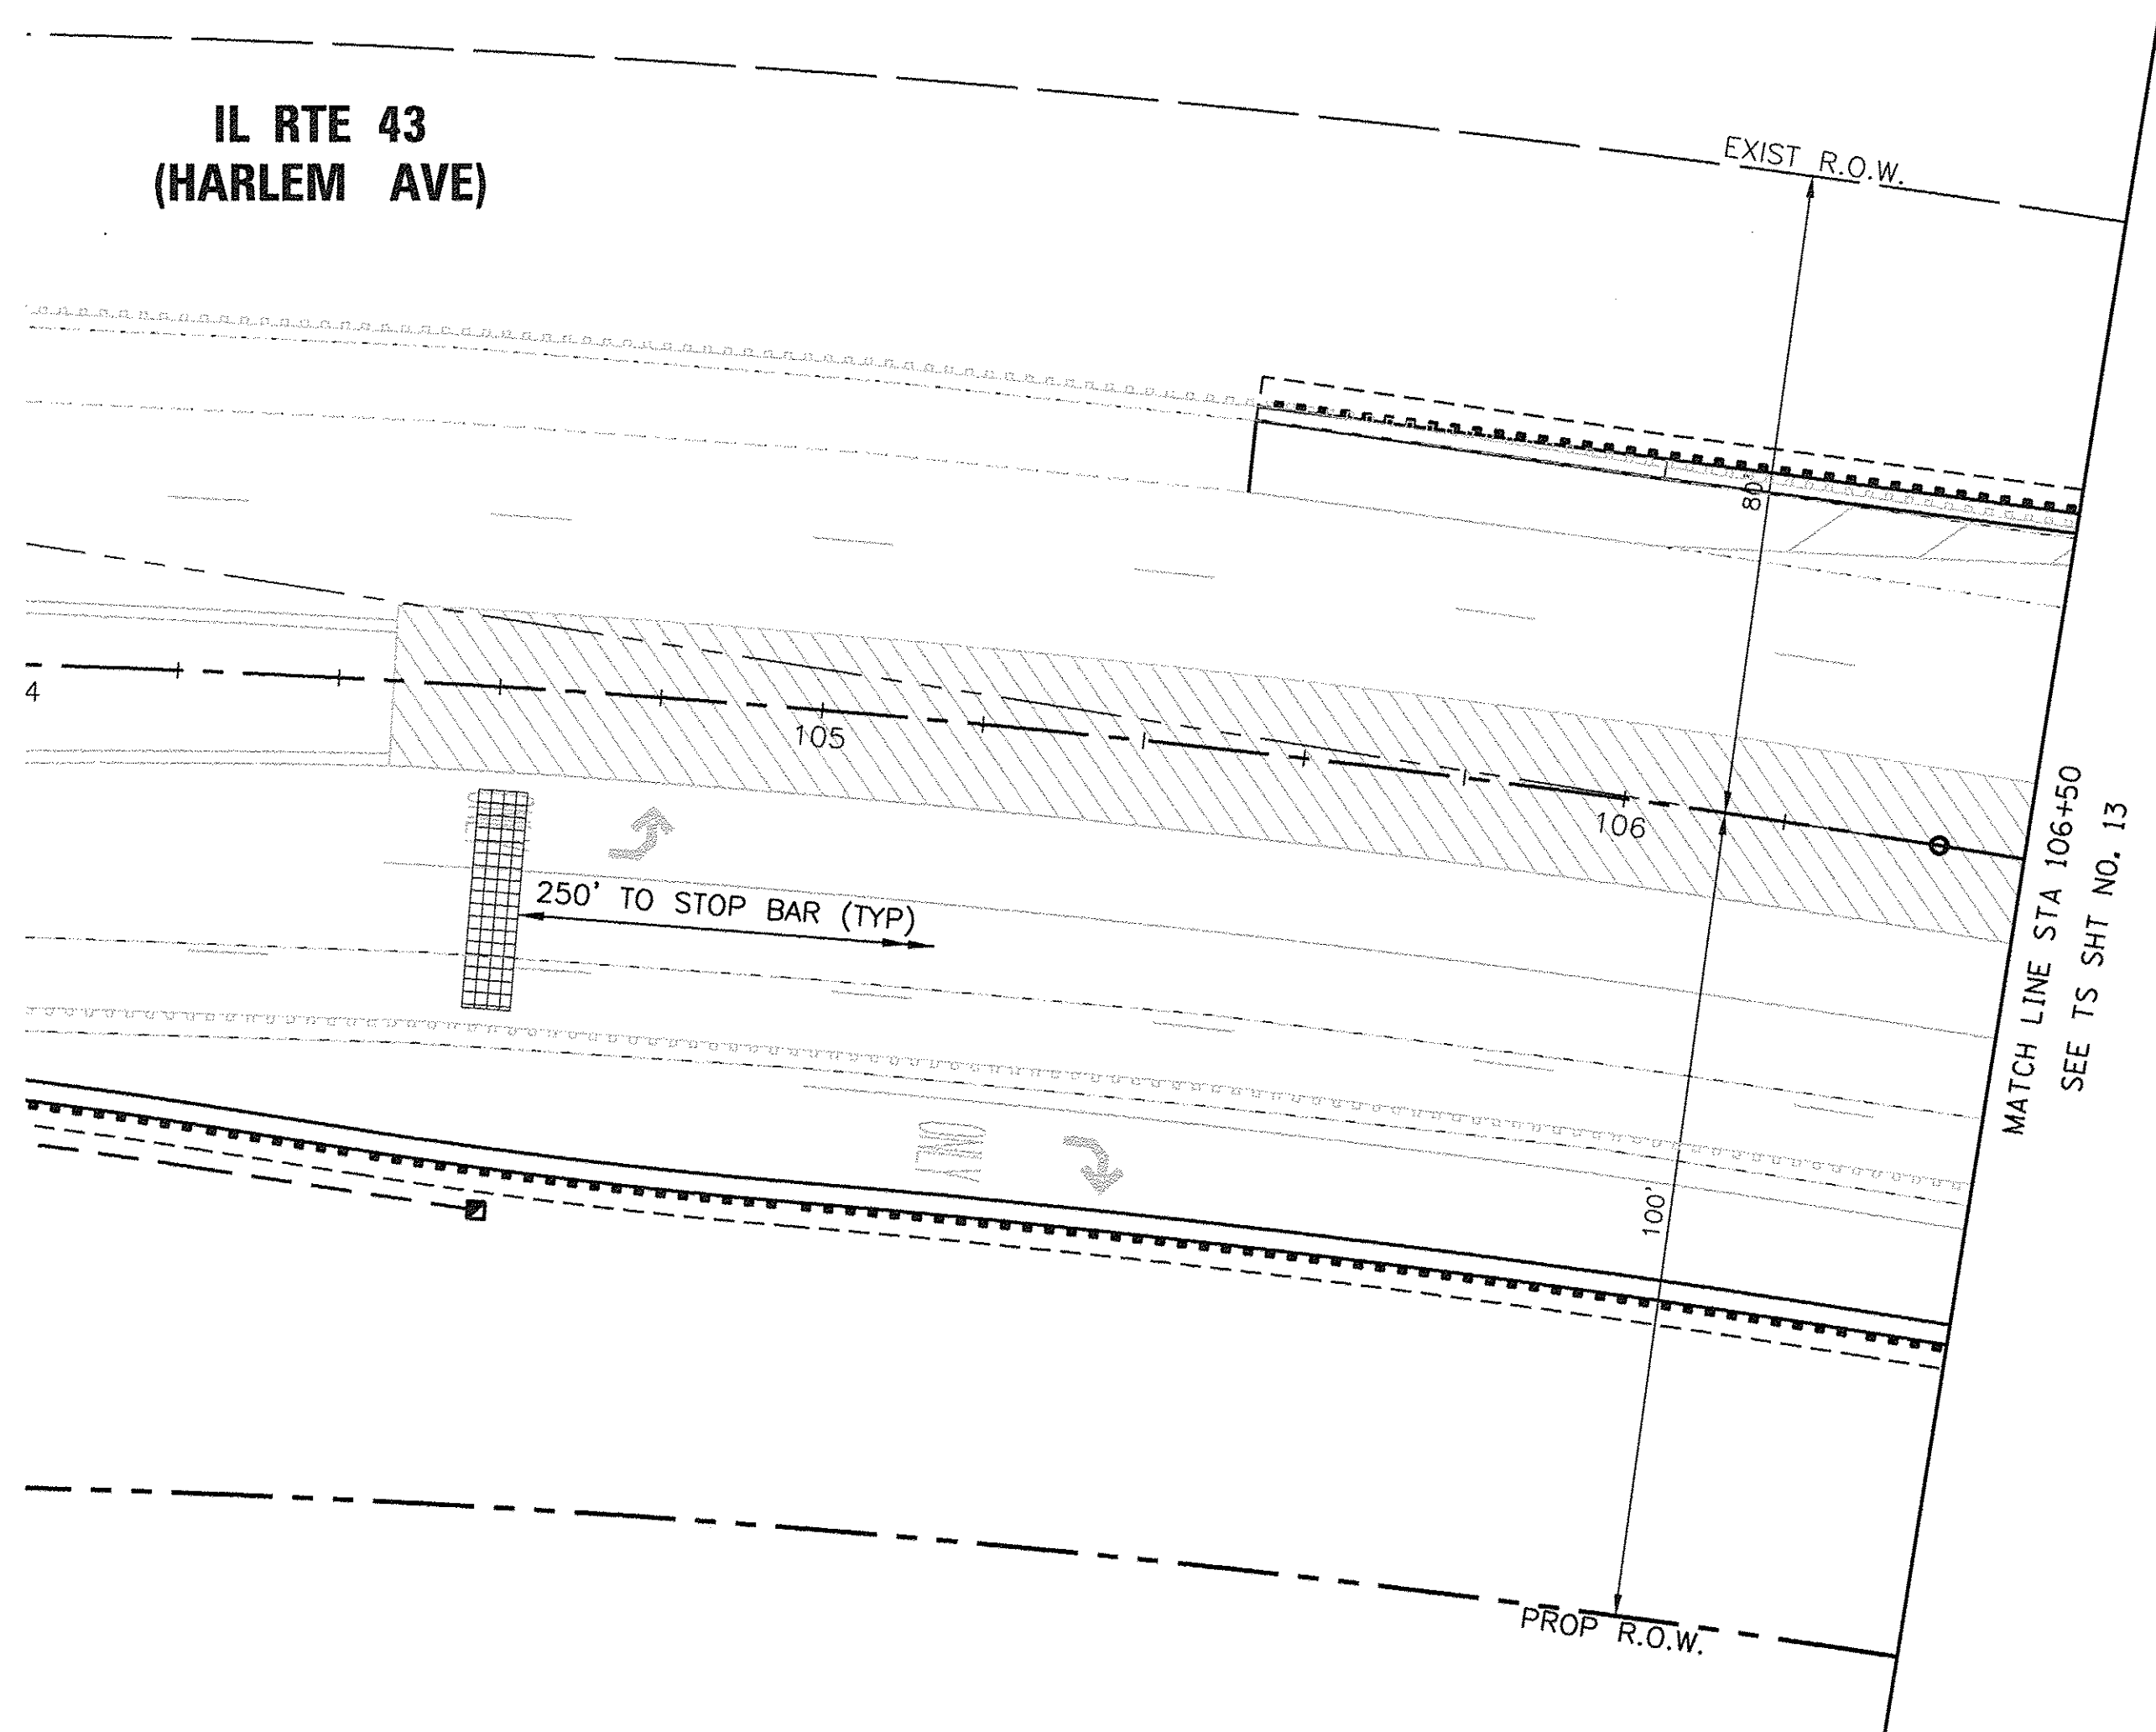 IL RTE 43
(HARLEM AVE)
EXIST R.O.W.
80'
4
105
106
250' TO STOP BAR (TYP)
MATCH LINE STA 106+50
SEE TS SHT NO. 13
100'
PROP R.O.W.